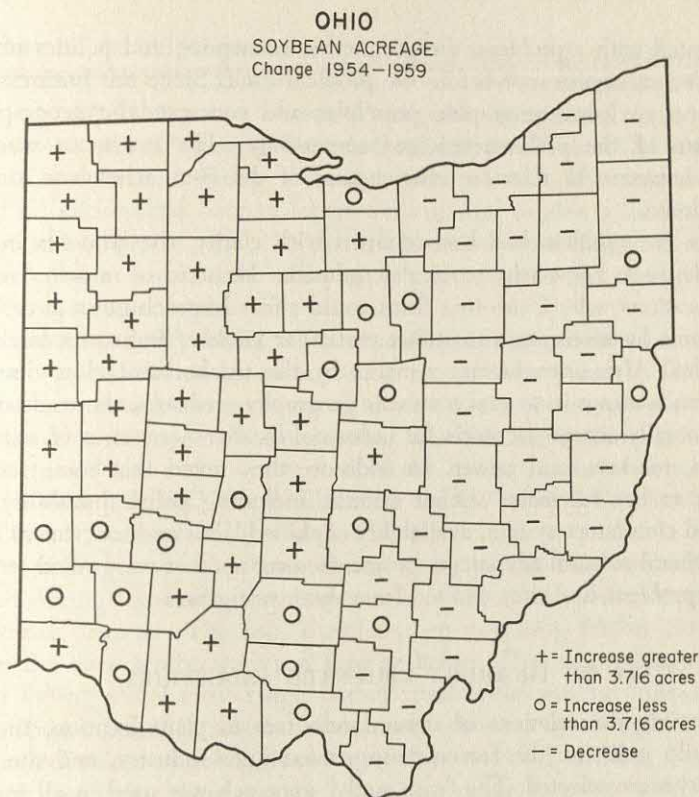 OHIO
SOYBEAN ACREAGE
Change 1954–1959
+ = Increase greater
than 3.716 acres
O = Increase less
than 3.716 acres
– = Decrease